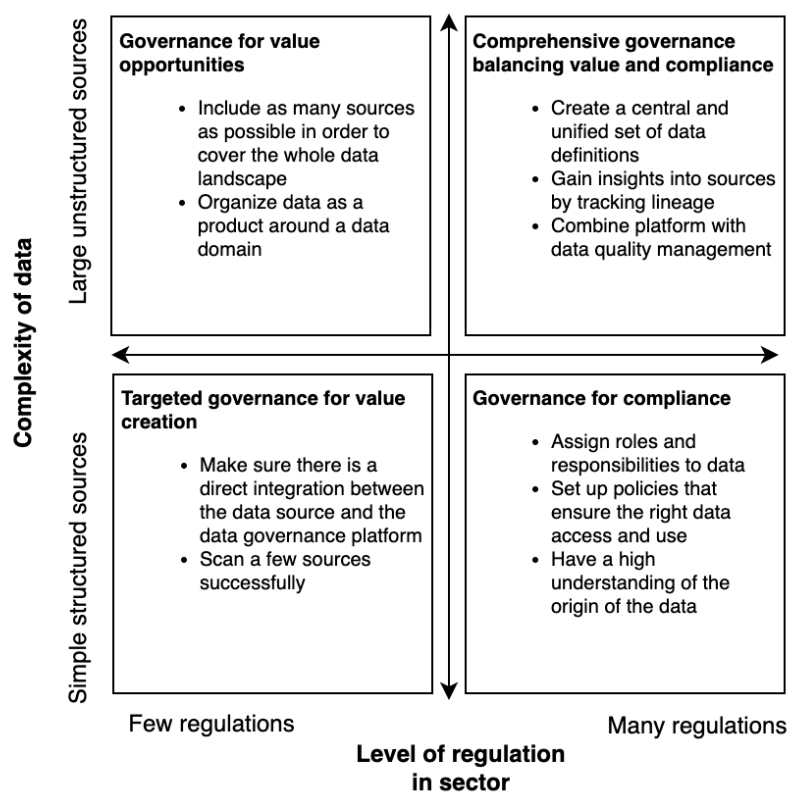 Governance for value
opportunities
• Include as many sources
as possible in order to
cover the whole data
landscape
• Organize data as a
product around a data
domain
Comprehensive governance
balancing value and compliance
• Create a central and
unified set of data
definitions
• Gain insights into sources
by tracking lineage
• Combine platform with
data quality management
Targeted governance for value
creation
• Make sure there is a
direct integration between
the data source and the
data governance platform
• Scan a few sources
successfully
Governance for compliance
• Assign roles and
responsibilities to data
• Set up policies that
ensure the right data
access and use
• Have a high
understanding of the
origin of the data
Complexity of data
Large unstructured sources
Simple structured sources
Few regulations
Many regulations
Level of regulation
in sector